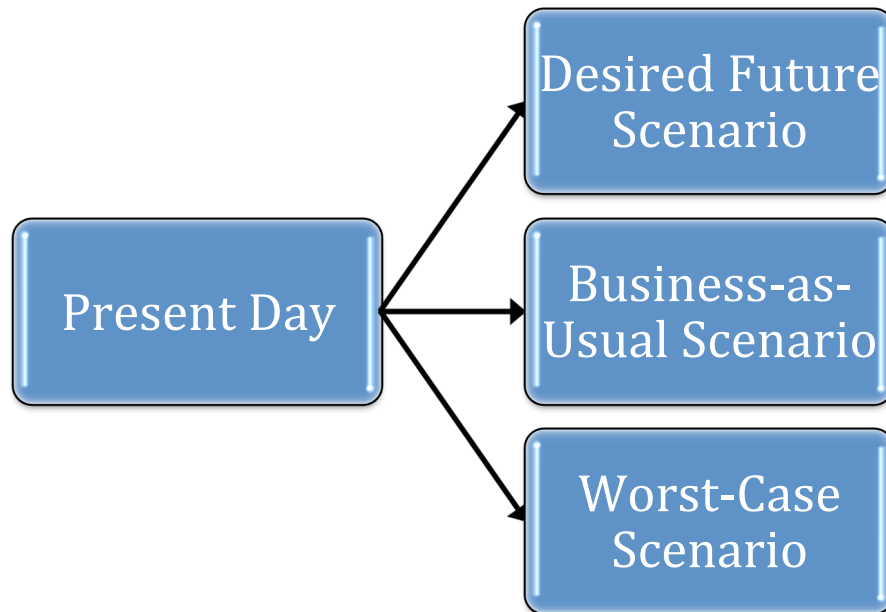 Desired Future
Scenario
Present Day
Business-as-
Usual Scenario
Worst-Case
Scenario